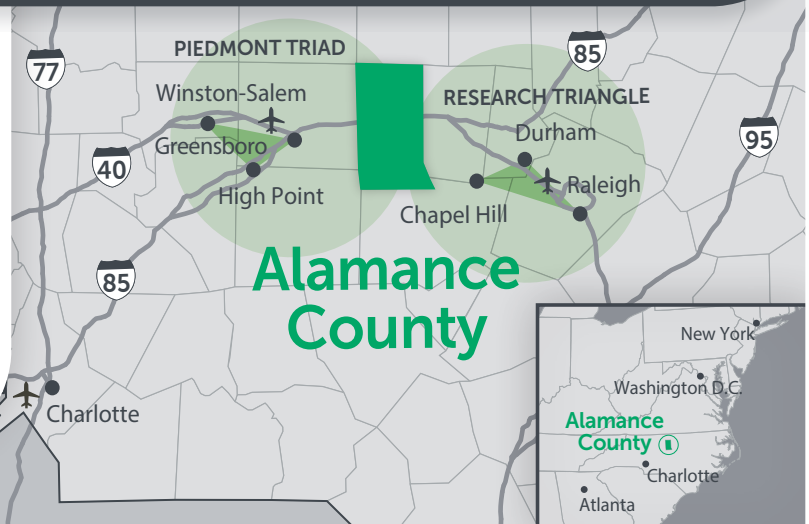 PIEDMONT TRIAD
85
77
Winston-Salem
RESEARCH TRIANGLE
Durham
95
Greensboro
40
High Point
Raleigh
Chapel Hill
Alamance
County
85
Charlotte
New York
Washington D.C.
Alamance
County
Charlotte
Atlanta